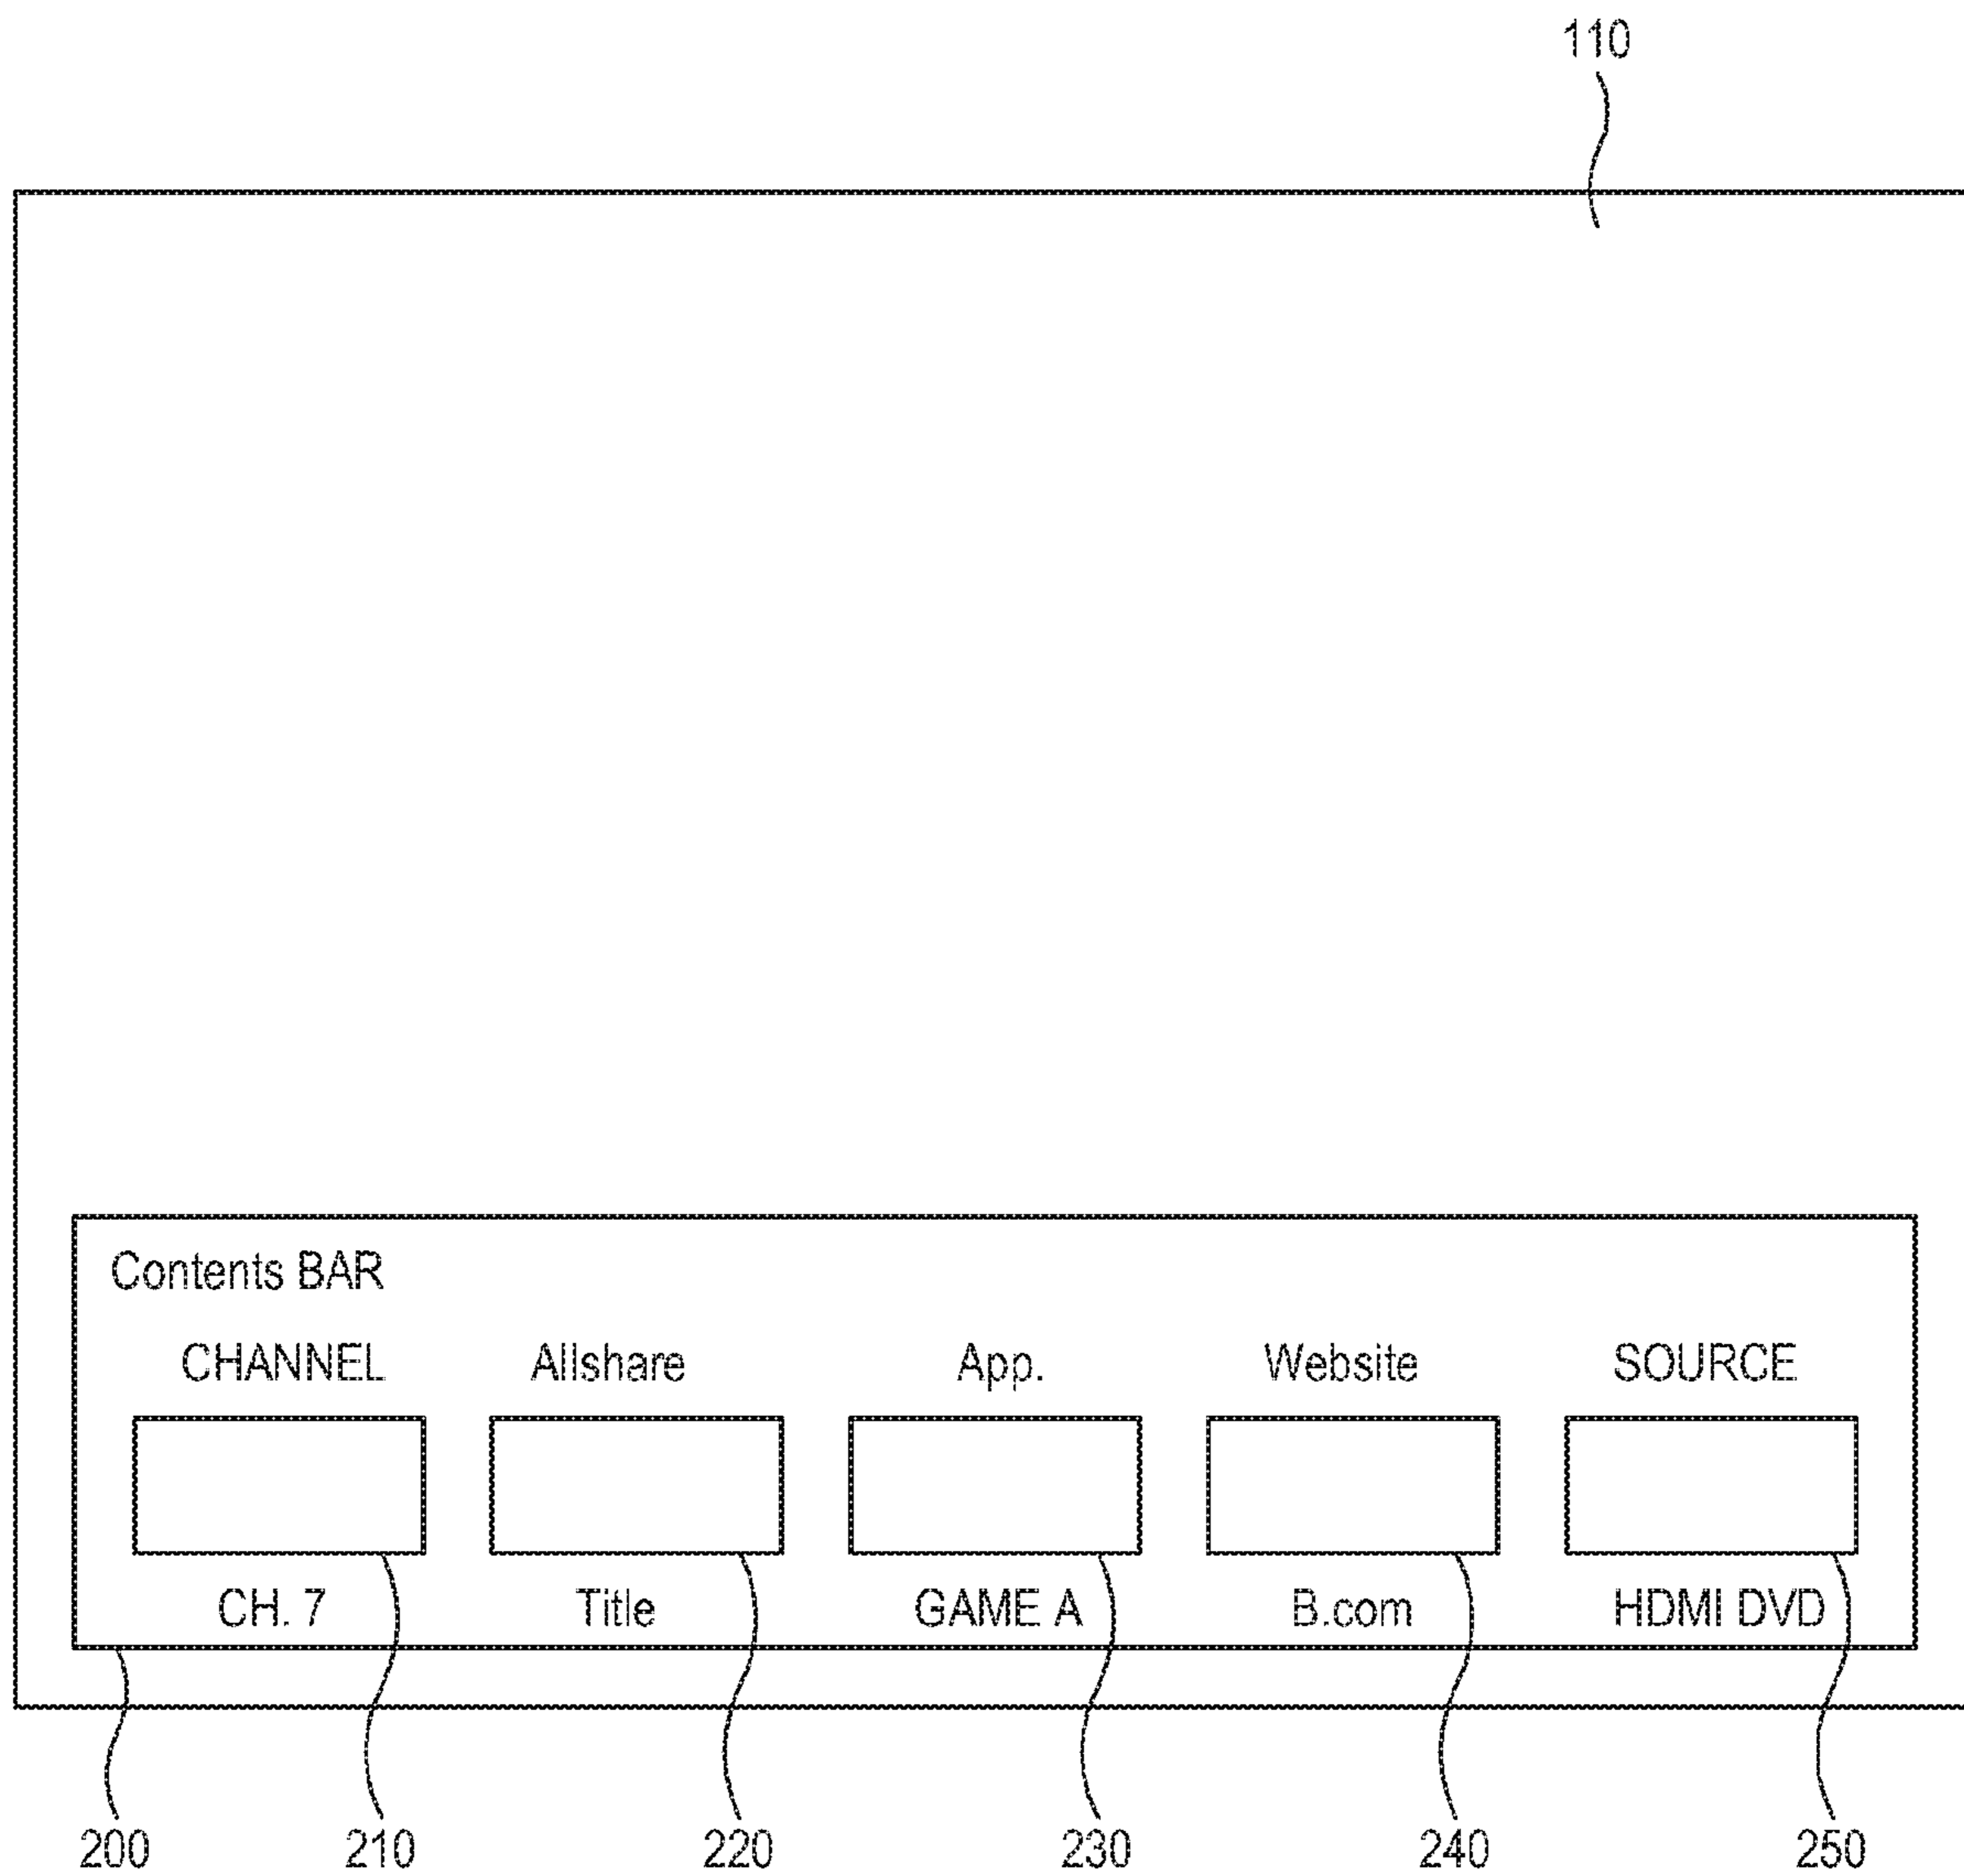 110
Contents BAR
CHANNEL Allshare App. Website SOURCE
CH. 7 Title GAME A B.com HDMI DVD
200 210 220 230 240 250